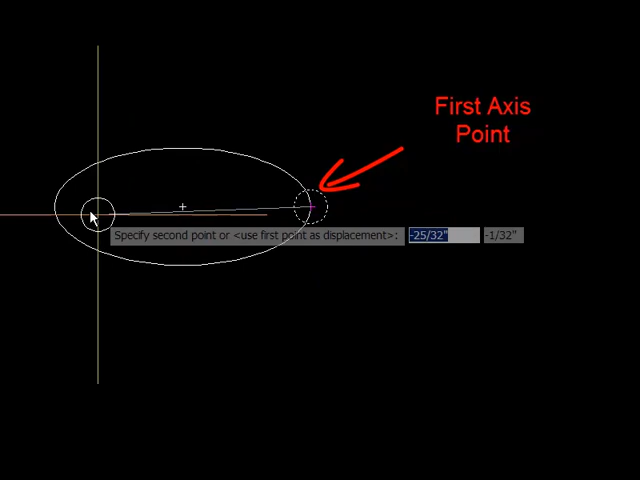 First Axis
Point
Specify second point or <use first point as displacement>: -25/32" -1/32"